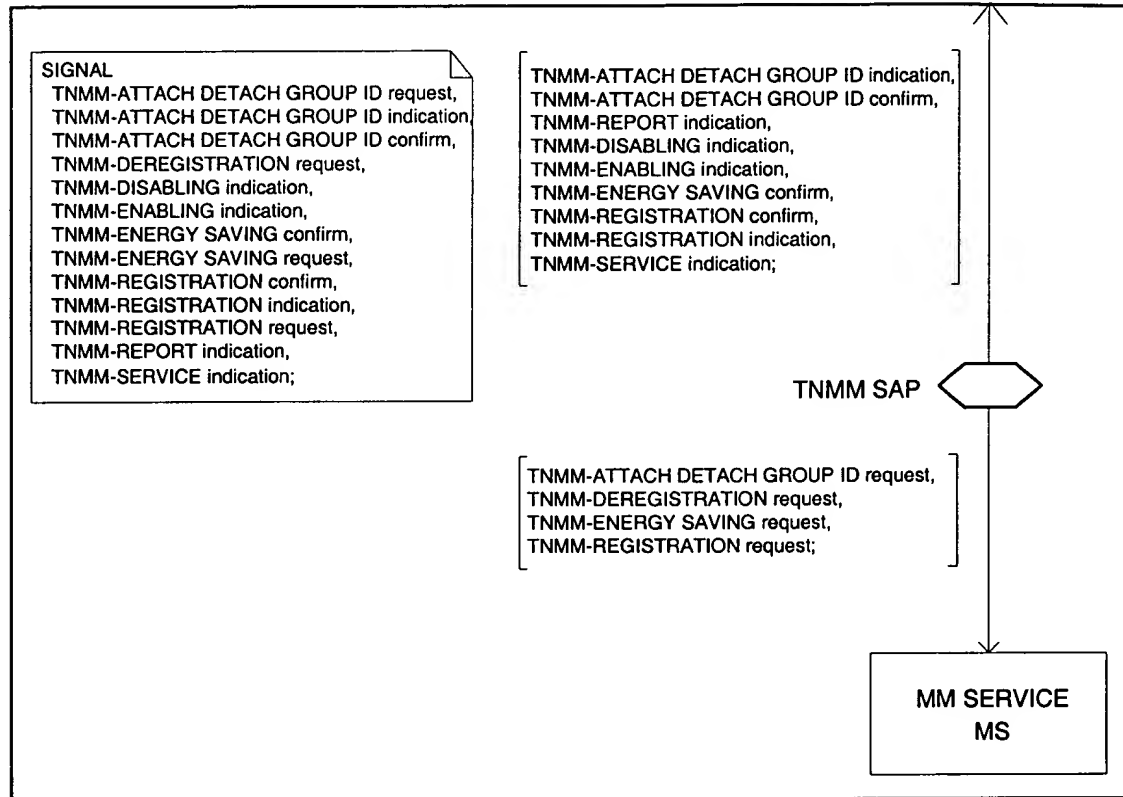 SIGNAL
TNMM-ATTACH DETACH GROUP ID request,
TNMM-ATTACH DETACH GROUP ID indication,
TNMM-ATTACH DETACH GROUP ID confirm,
TNMM-DEREGISTRATION request,
TNMM-DISABLING indication,
TNMM-ENABLING indication,
TNMM-ENERGY SAVING confirm,
TNMM-ENERGY SAVING request,
TNMM-REGISTRATION confirm,
TNMM-REGISTRATION indication,
TNMM-REGISTRATION request,
TNMM-REPORT indication,
TNMM-SERVICE indication;
TNMM-ATTACH DETACH GROUP ID indication,
TNMM-ATTACH DETACH GROUP ID confirm,
TNMM-REPORT indication,
TNMM-DISABLING indication,
TNMM-ENABLING indication,
TNMM-ENERGY SAVING confirm,
TNMM-REGISTRATION confirm,
TNMM-REGISTRATION indication,
TNMM-SERVICE indication;
TNMM SAP
TNMM-ATTACH DETACH GROUP ID request,
TNMM-DEREGISTRATION request,
TNMM-ENERGY SAVING request,
TNMM-REGISTRATION request;
MM SERVICE
MS